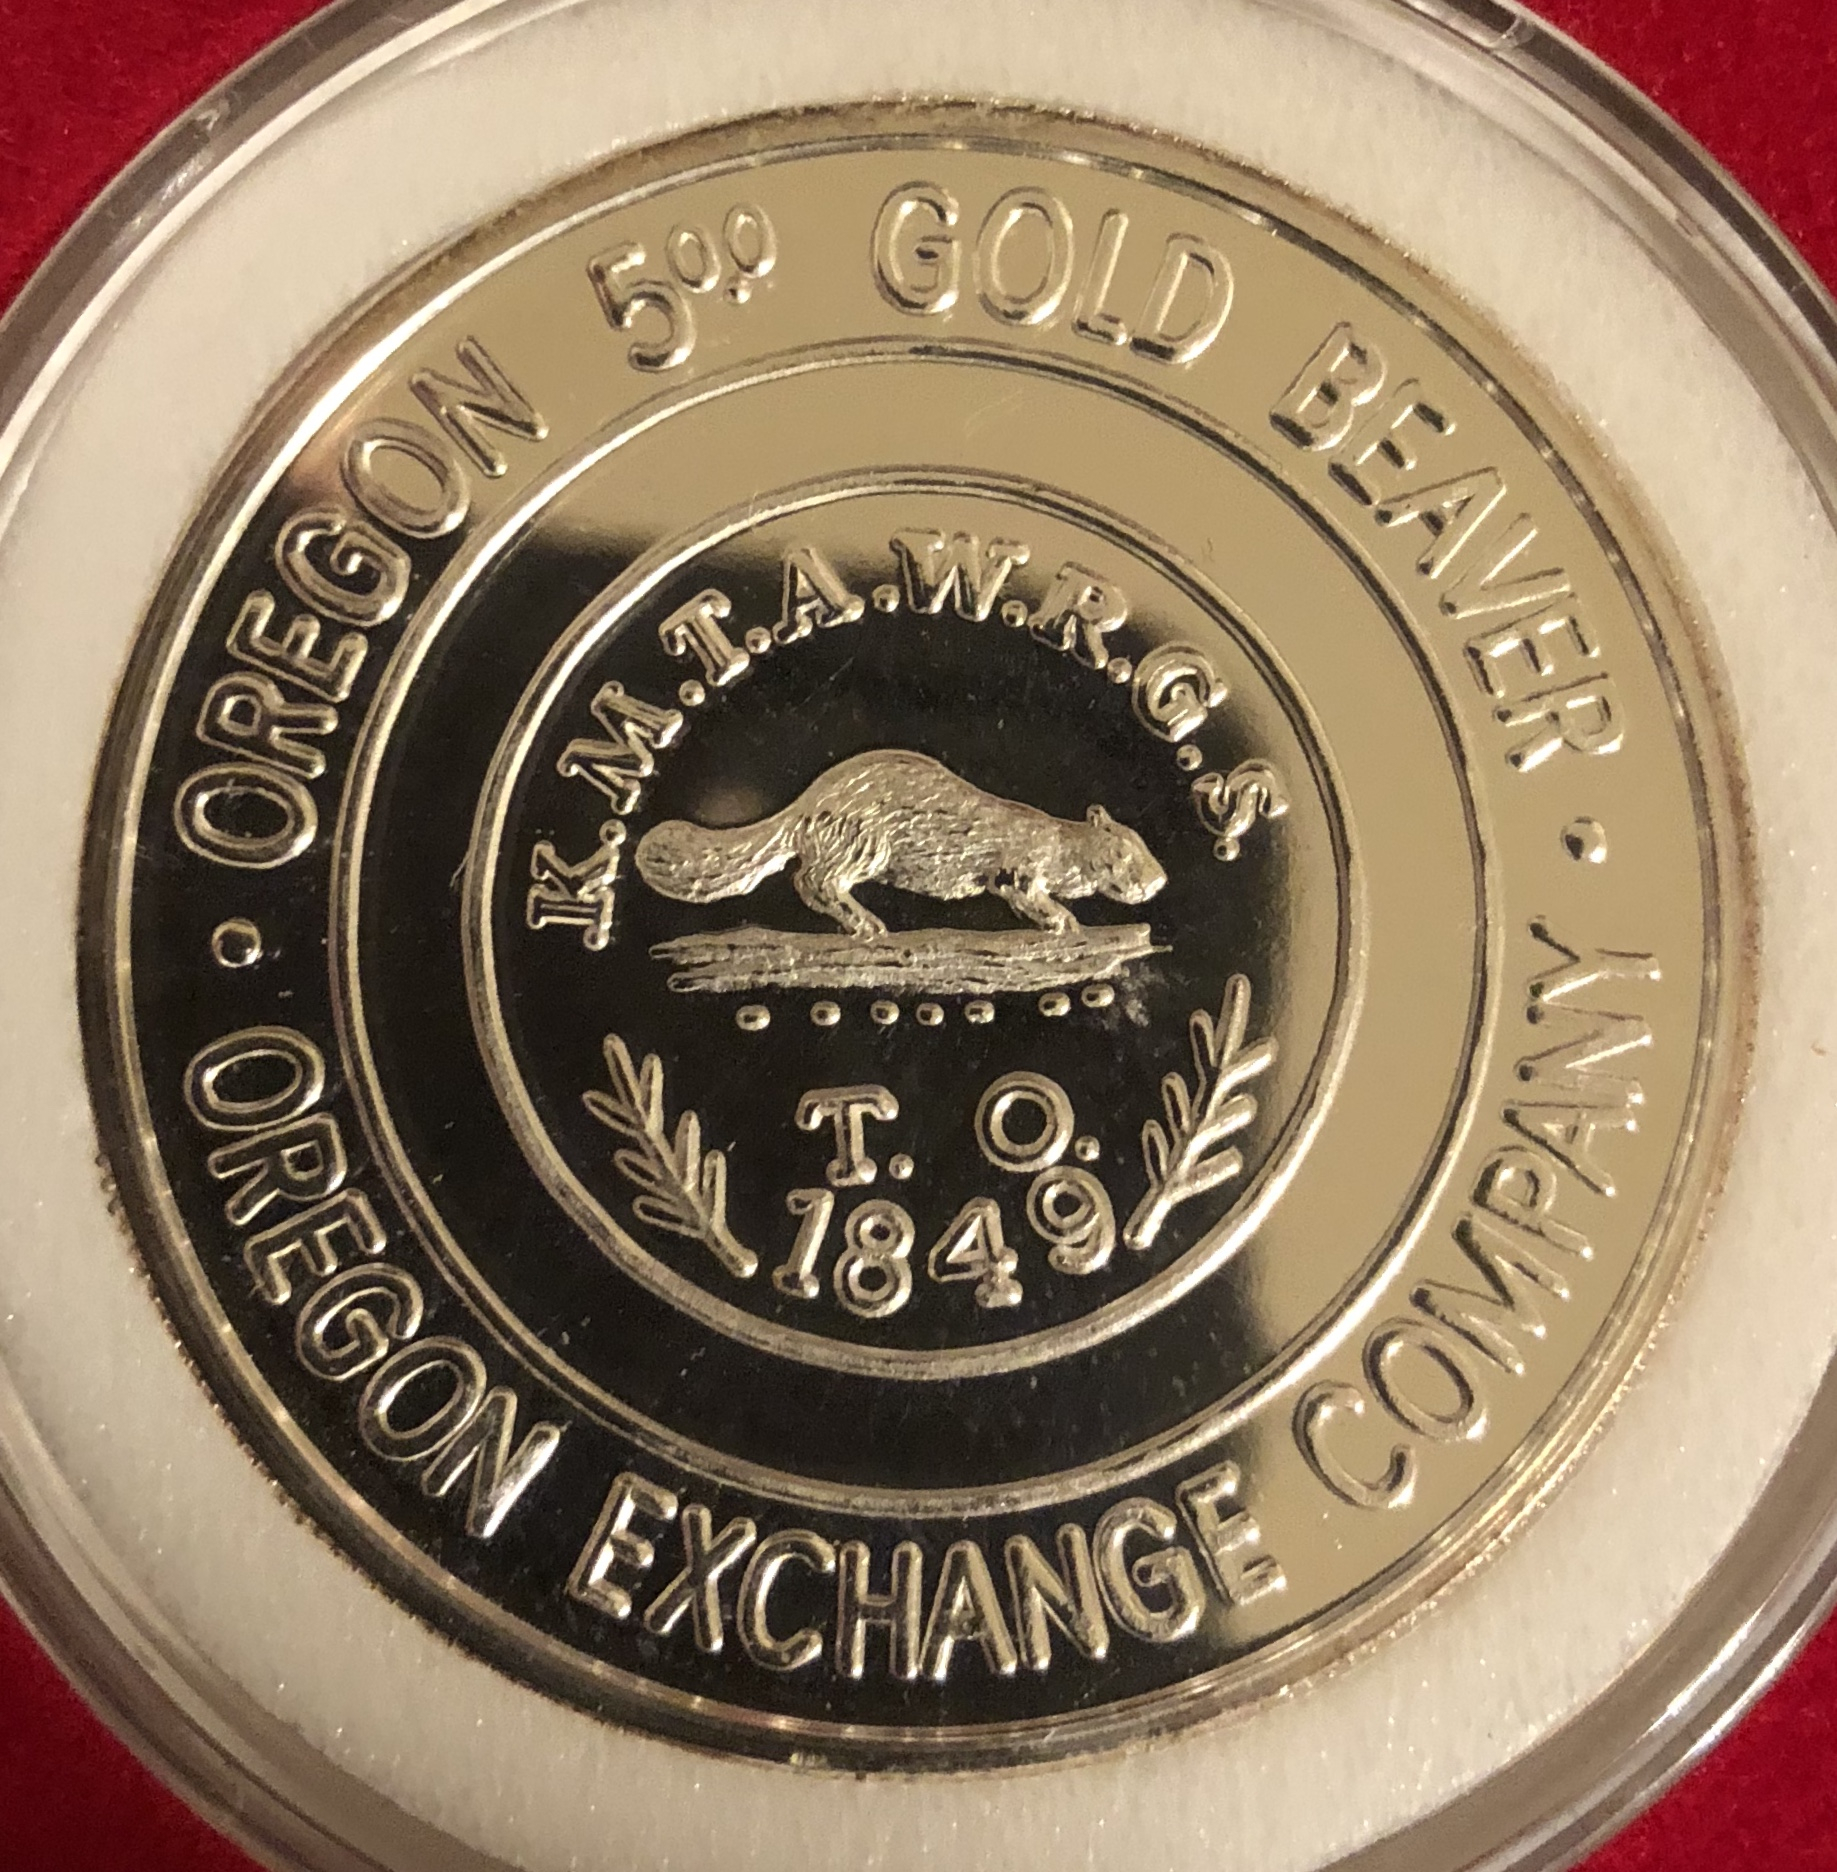 OREGON 5⁰⁰ GOLD BEAVER
OREGON EXCHANGE COMPANY
K.M.T.A.W.R.G.S.
T. O.
1849